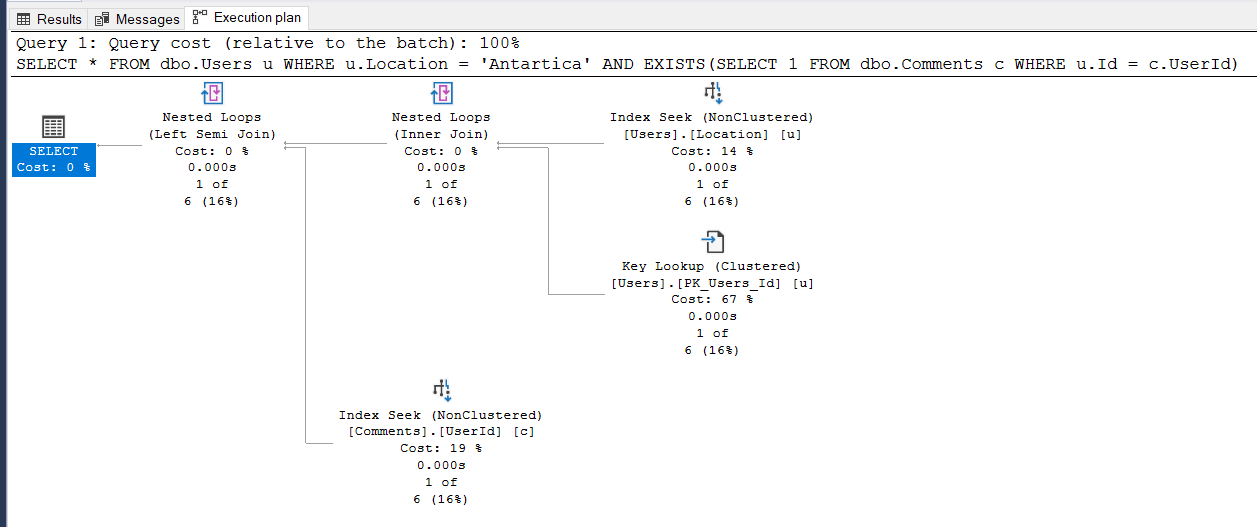 Results Messages Execution plan
Query 1: Query cost (relative to the batch): 100%
SELECT * FROM dbo.Users u WHERE u.Location = 'Antartica' AND EXISTS(SELECT 1 FROM dbo.Comments c WHERE u.Id = c.UserId)
SELECT
Cost: 0 %
Nested Loops
(Left Semi Join)
Cost: 0 %
0.000s
1 of
6 (16%)
Nested Loops
(Inner Join)
Cost: 0 %
0.000s
1 of
6 (16%)
Index Seek (NonClustered)
[Users].[Location] [u]
Cost: 14 %
0.000s
1 of
6 (16%)
Key Lookup (Clustered)
[Users].[PK_Users_Id] [u]
Cost: 67 %
0.000s
1 of
6 (16%)
Index Seek (NonClustered)
[Comments].[UserId] [c]
Cost: 19 %
0.000s
1 of
6 (16%)